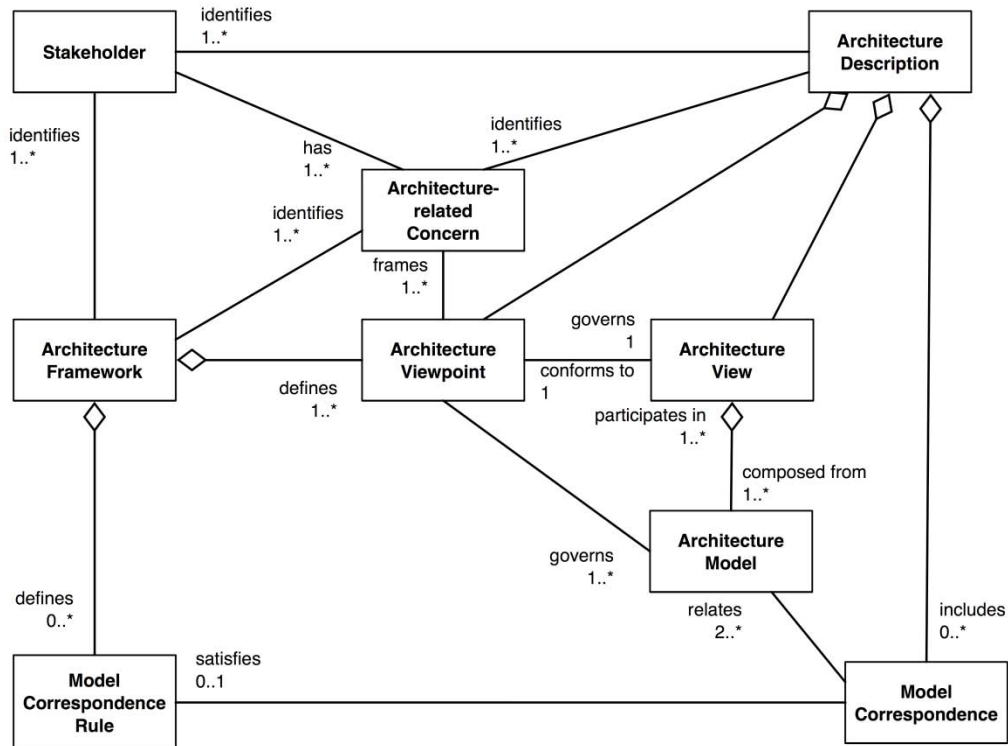 identifies
1..*
Stakeholder
Architecture
Description
identifies
1..*
has
1..*
identifies
1..*
Architecture-
related
Concern
identifies
1..*
frames
1..*
Architecture
Framework
defines
1..*
Architecture
Viewpoint
governs
1
conforms to
1
Architecture
View
participates in
1..*
composed from
1..*
Architecture
Model
governs
1..*
defines
0..*
relates
2..*
includes
0..*
satisfies
0..1
Model
Correspondence
Rule
Model
Correspondence